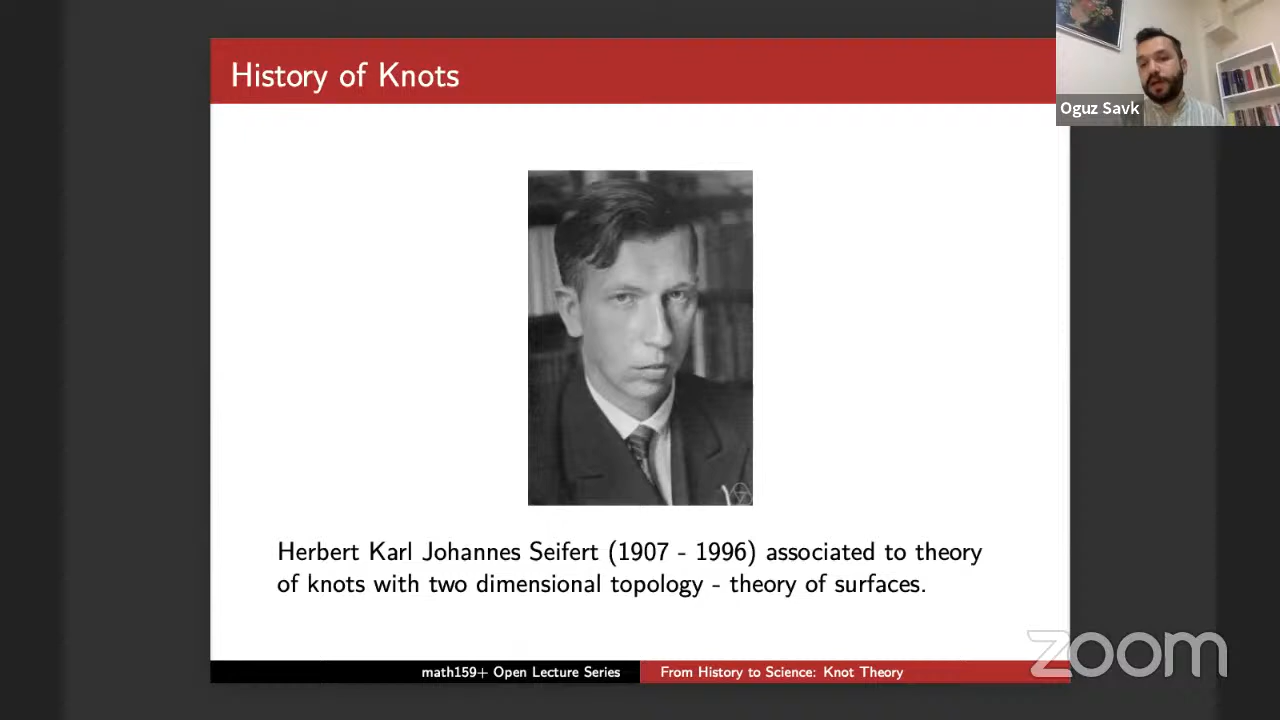 History of Knots
Oguz Savk
Herbert Karl Johannes Seifert (1907 - 1996) associated to theory
of knots with two dimensional topology - theory of surfaces.
zoom
math159+ Open Lecture Series
From History to Science: Knot Theory